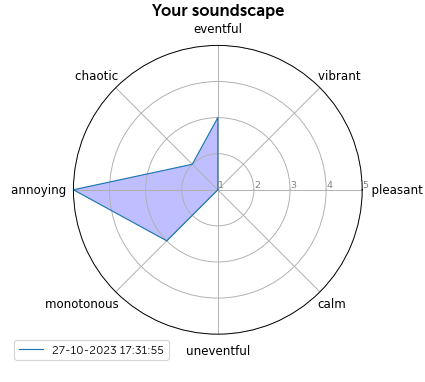 Your soundscape
eventful
chaotic
vibrant
annoying
1
2
3
4
5
pleasant
monotonous
calm
27-10-2023 17:31:55
uneventful